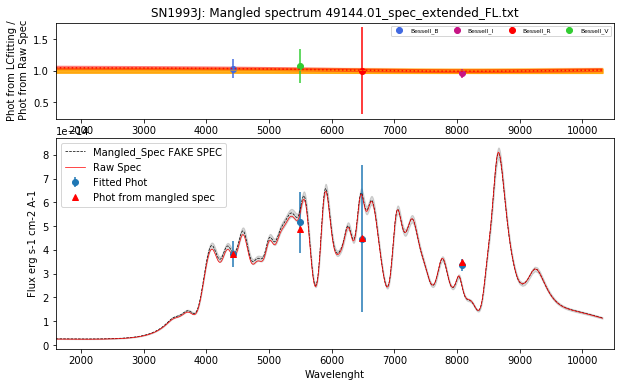 SN1993J: Mangled spectrum 49144.01_spec_extended_FL.txt
Phot from LCfitting /
Phot from Raw Spec
1.5
1.0
0.5
Bessell_B
Bessell_I
Bessell_R
Bessell_V
2000 3000 4000 5000 6000 7000 8000 9000 10000
1e-14
Flux erg s-1 cm-2 A-1
8
7
6
5
4
3
2
1
0
Mangled_Spec FAKE SPEC
Raw Spec
Fitted Phot
Phot from mangled spec
2000 3000 4000 5000 6000 7000 8000 9000 10000
Wavelenght